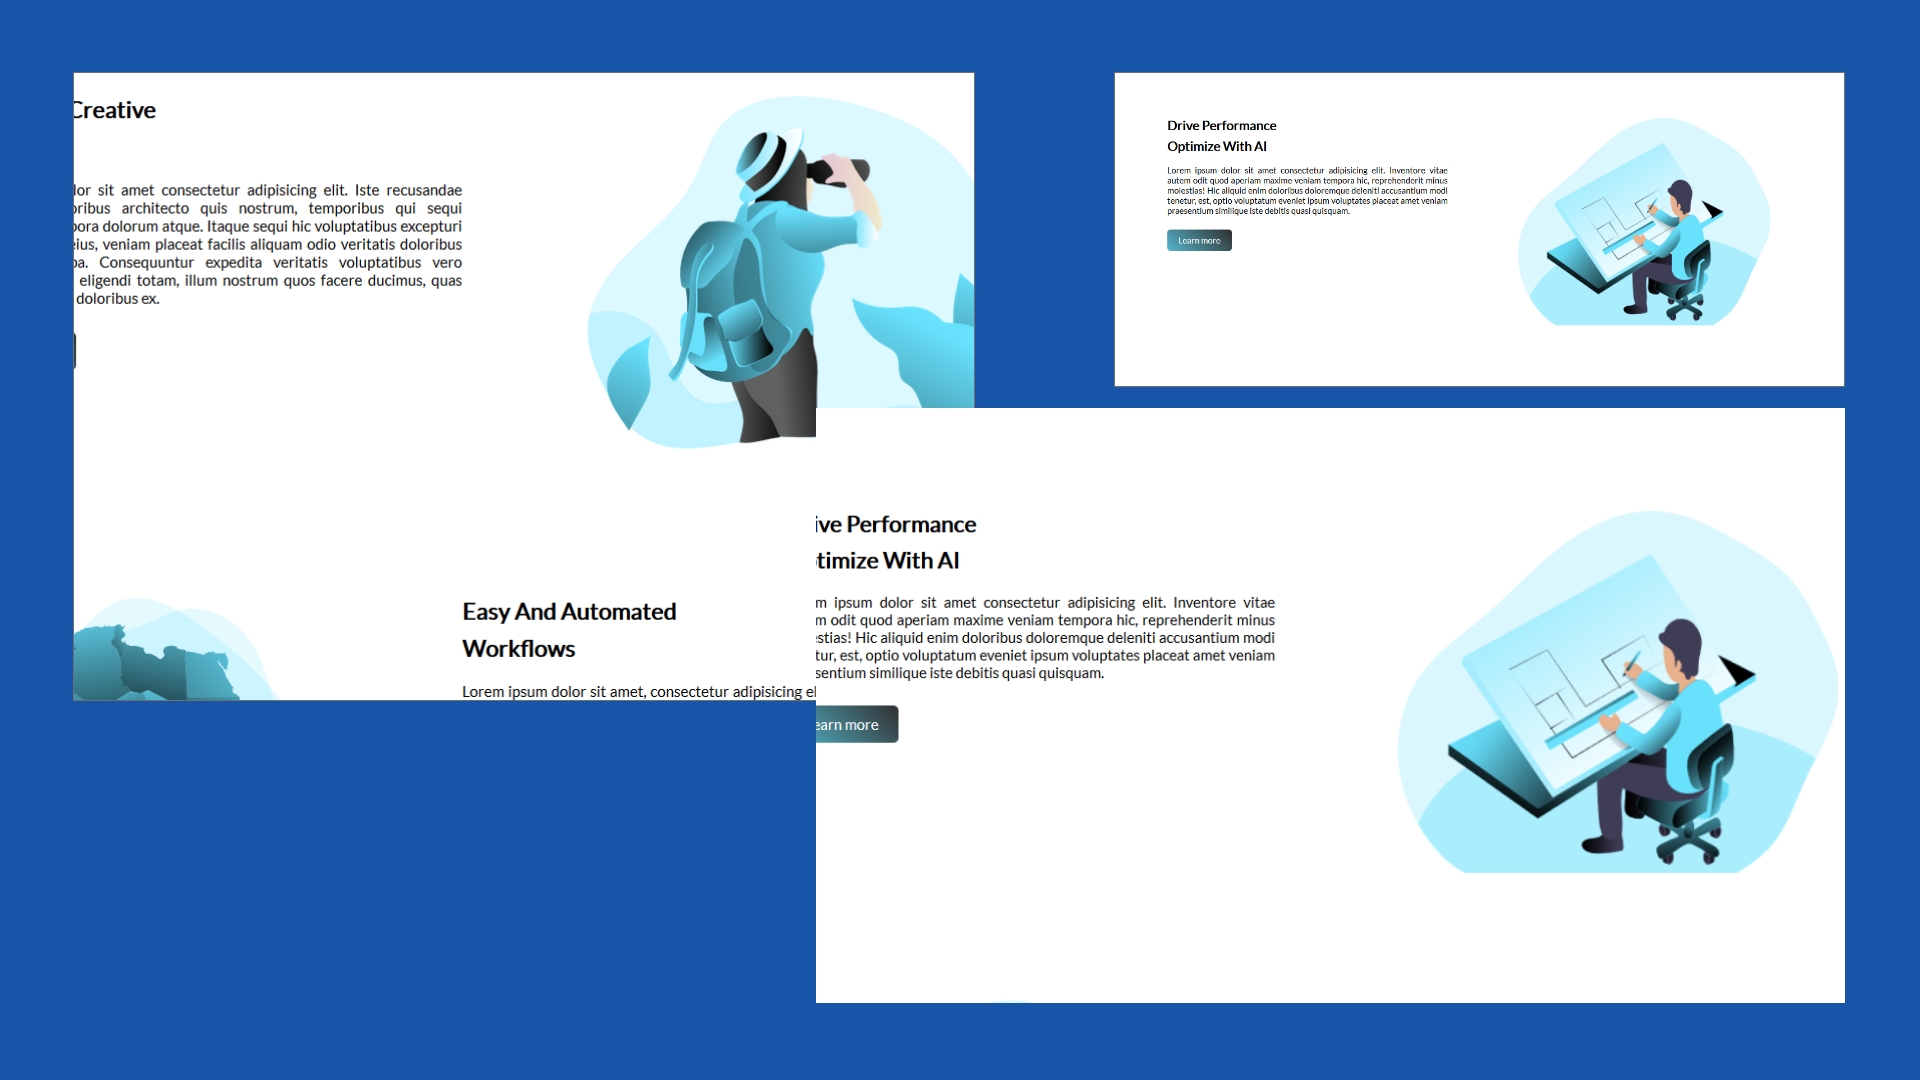 Creative
sit amet consectetur adipisicing elit. Iste recusandae
architecto quis nostrum, temporibus qui sequi
dolorum atque. Itaque sequi hic voluptatibus excepturi
veniam placeat facilis aliquam odio veritatis doloribus
Consequuntur expedita veritatis voluptatibus vero
eligendi totam, illum nostrum quos facere ducimus, quas
doloribus ex.
Easy And Automated
Workflows
Lorem ipsum dolor sit amet, consectetur adipisicing
Drive Performance
Optimize With AI
Lorem ipsum dolor sit amet consectetur adipisicing elit. Inventore vitae
autem odit quod aperiam maxime veniam tempora hic, reprehenderit minus
molestias! Hic aliquid enim doloribus doloremque deleniti accusantium modi
tenetur, est, optio voluptatum eveniet ipsum voluptates placeat amet veniam
praesentium similique iste debitis quasi quisquam.
Learn more
ive Performance
timize With AI
m ipsum dolor sit amet consectetur adipisicing elit. Inventore vitae
m odit quod aperiam maxime veniam tempora hic, reprehenderit minus
stias! Hic aliquid enim doloribus doloremque deleniti accusantium modi
tur, est, optio voluptatum eveniet ipsum voluptates placeat amet veniam
sentium similique iste debitis quasi quisquam.
earn more